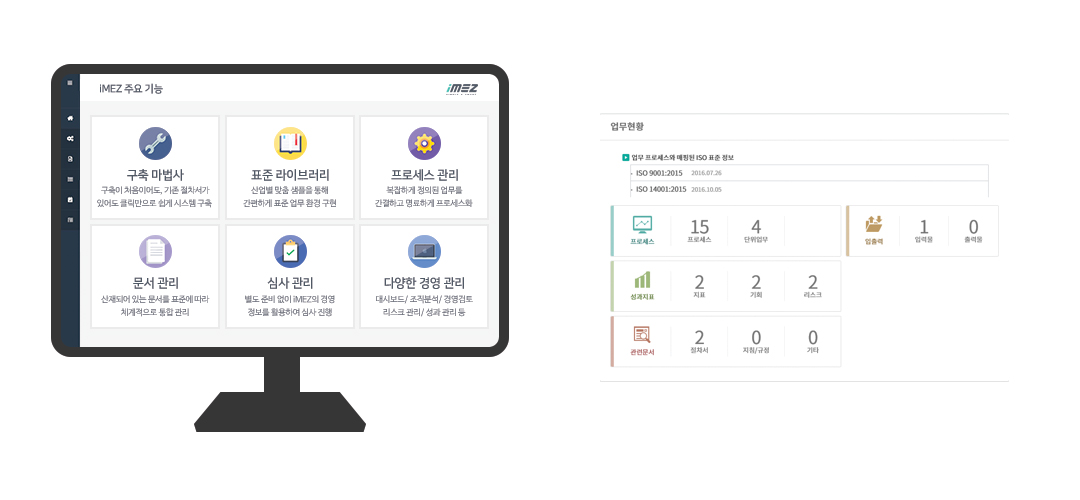 iMEZ 주요 기능
iMEZ
구축 마법사
구축이 처음이어도, 기존 절차서가
있어도 클릭만으로 쉽게 시스템 구축
표준 라이브러리
산업별 맞춤 샘플을 통해
간편하게 표준 업무 환경 구현
프로세스 관리
복잡하게 정의된 업무를
간결하고 명료하게 프로세스화
문서 관리
산재되어 있는 문서를 표준에 따라
체계적으로 통합 관리
심사 관리
별도 준비 없이 iMEZ의 경영
정보를 활용하여 심사 진행
다양한 경영 관리
대시보드/ 조직분석/ 경영검토
리스크 관리/ 성과 관리 등
업무현황
업무 프로세스와 매핑된 ISO 표준 정보
- ISO 9001:2015 2016.07.26
- ISO 14001:2015 2016.10.05
프로세스
15
프로세스
4
단위업무
입출력
1
입력물
0
출력물
성과지표
2
지표
2
기회
2
리스크
관련문서
2
절차서
0
지침/규정
0
기타